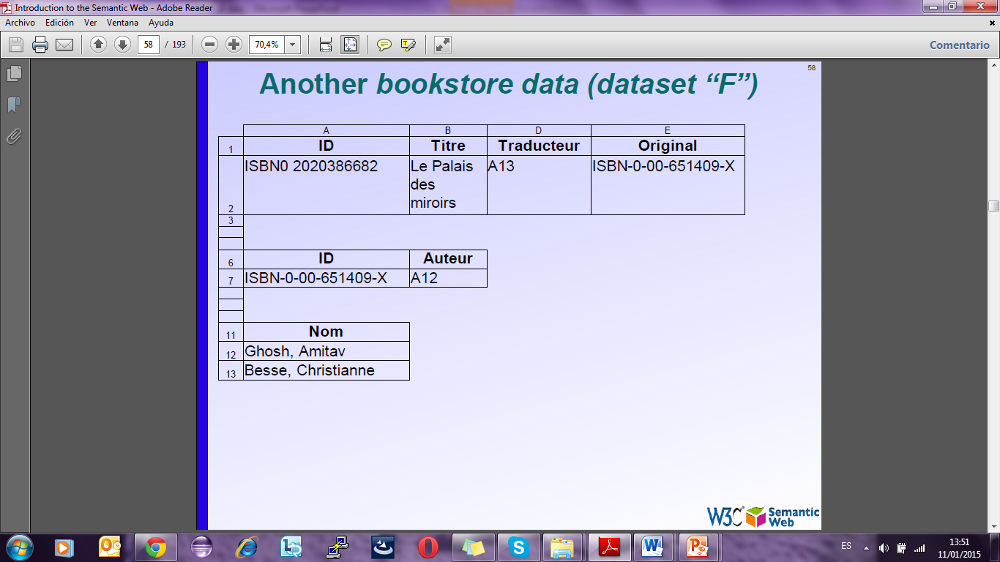 Introduction to the Semantic Web - Adobe Reader
Archivo Edición Ver Ventana Ayuda
58 / 193 70,4% Comentario
58
Another bookstore data (dataset “F”)
A B D E
1 ID Titre Traducteur Original
2 ISBN0 2020386682 Le Palais des miroirs A13 ISBN-0-00-651409-X
3
6 ID Auteur
7 ISBN-0-00-651409-X A12
11 Nom
12 Ghosh, Amitav
13 Besse, Christianne
W3C® Semantic
Web
ES 13:51
11/01/2015